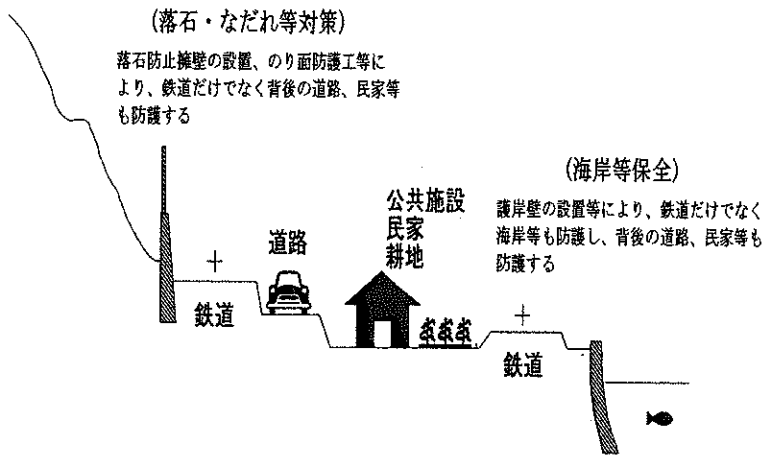 (落石・なだれ等対策)
落石防止擁壁の設置、のり面防護工等に
より、鉄道だけでなく背後の道路、民家等
も防護する
(海岸等保全)
護岸壁の設置等により、鉄道だけでなく
海岸等も防護し、背後の道路、民家等も
防護する
公共施設
民家
耕地
道路
鉄道
鉄道